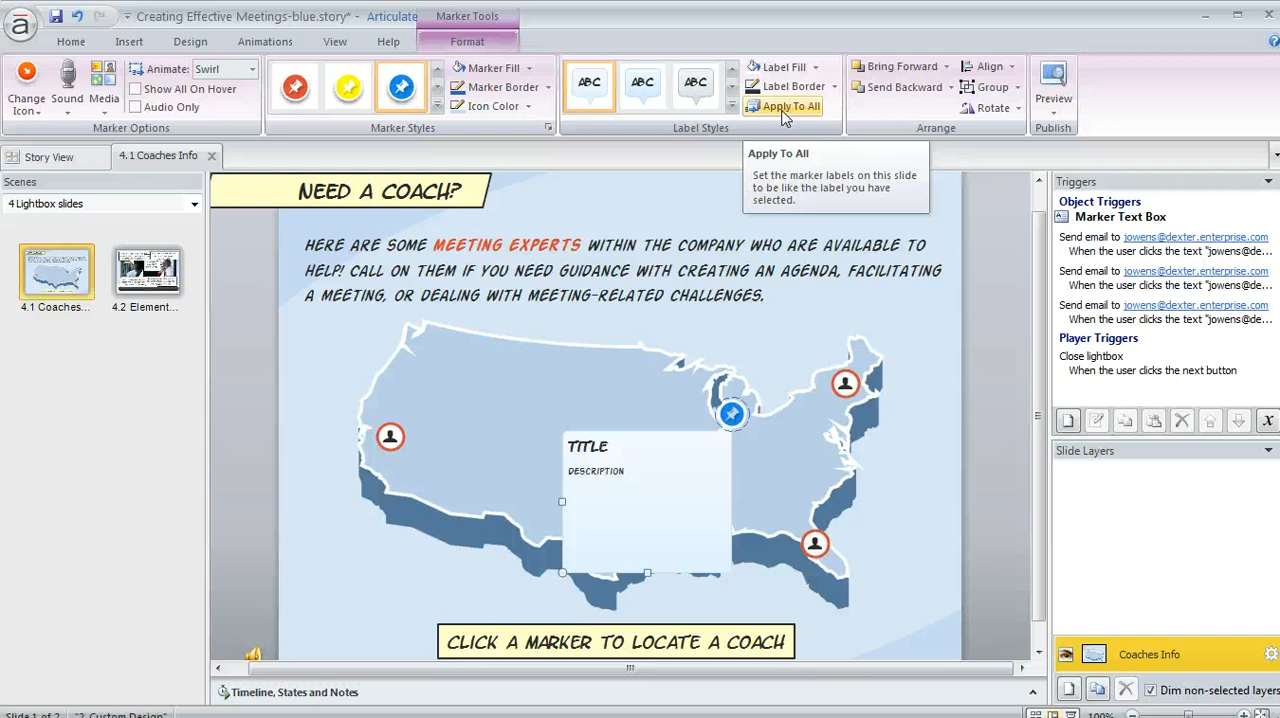 Creating Effective Meetings-blue.story* - Articulate
Marker Tools
Home
Insert
Design
Animations
View
Help
Format
Change
Icon
Sound
Media
Animate:
Swirl
Show All On Hover
Audio Only
Marker Options
Marker Fill
Marker Border
Icon Color
Marker Styles
ABC
ABC
ABC
Label Fill
Label Border
Apply To All
Label Styles
Bring Forward
Send Backward
Align
Group
Rotate
Arrange
Preview
Publish
Story View
4.1 Coaches Info
Apply To All
Set the marker labels on this slide
to be like the label you have
selected.
Scenes
4 Lightbox slides
4.1 Coaches...
4.2 Element...
NEED A COACH?
HERE ARE SOME MEETING EXPERTS WITHIN THE COMPANY WHO ARE AVAILABLE TO
HELP! CALL ON THEM IF YOU NEED GUIDANCE WITH CREATING AN AGENDA, FACILITATING
A MEETING, OR DEALING WITH MEETING-RELATED CHALLENGES.
TITLE
DESCRIPTION
CLICK A MARKER TO LOCATE A COACH
Triggers
Object Triggers
Marker Text Box
Send email to jowens@dexter.enterprise.com
When the user clicks the text "jowens@de...
Send email to jowens@dexter.enterprise.com
When the user clicks the text "jowens@de...
Send email to jowens@dexter.enterprise.com
When the user clicks the text "jowens@de...
Player Triggers
Close lightbox
When the user clicks the next button
Slide Layers
Coaches Info
Dim non-selected layers
Timeline, States and Notes
Slide 1 of 2
"2_Custom Design"
100%